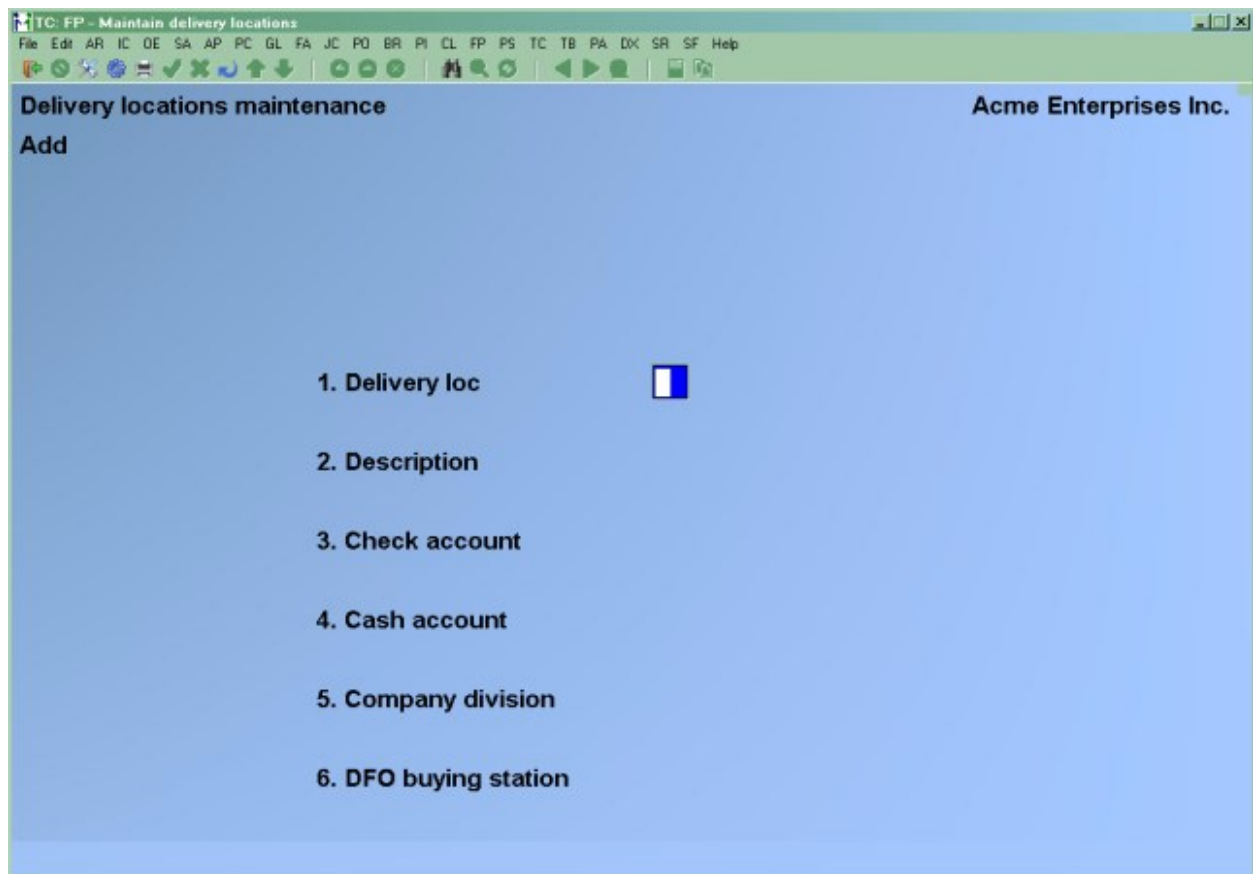 TC: FP - Maintain delivery locations
File Edit AR IC OE SA AP PC GL FA JC PO BR PI CL FP PS TC TB PA DX SR SF Help
Delivery locations maintenance Acme Enterprises Inc.
Add
1. Delivery loc
2. Description
3. Check account
4. Cash account
5. Company division
6. DFO buying station